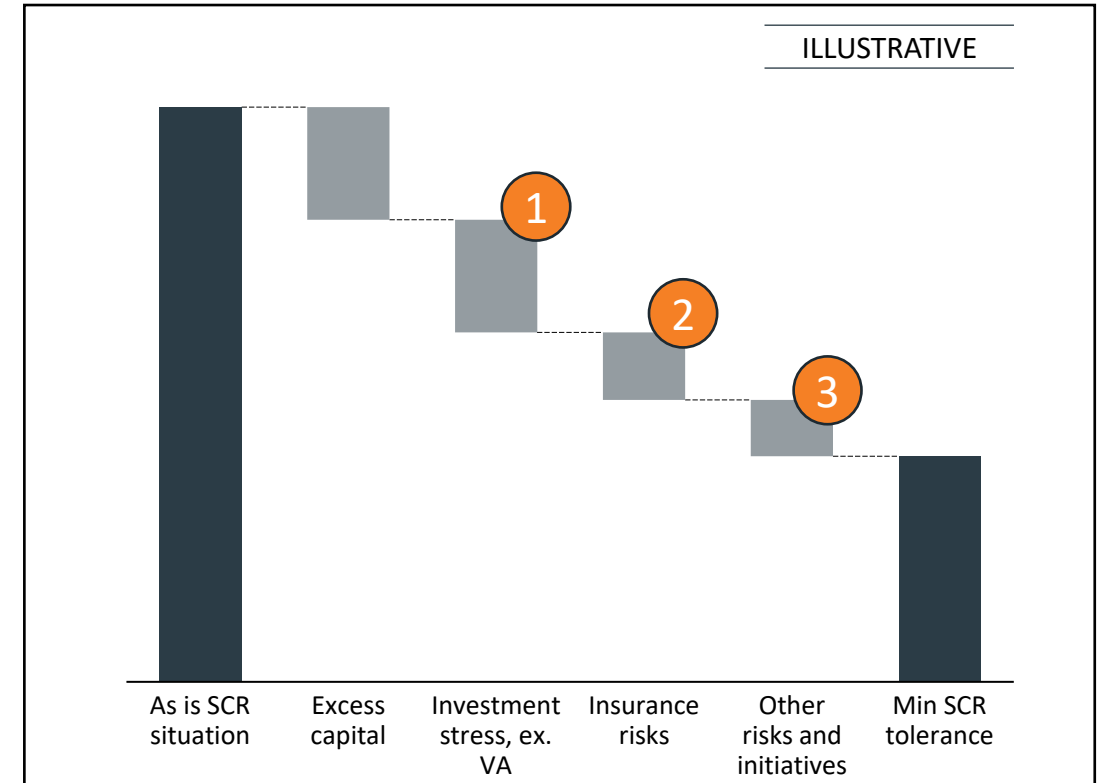 ILLUSTRATIVE
1
2
3
As is SCR
situation
Excess
capital
Investment
stress, ex.
VA
Insurance
risks
Other
risks and
initiatives
Min SCR
tolerance